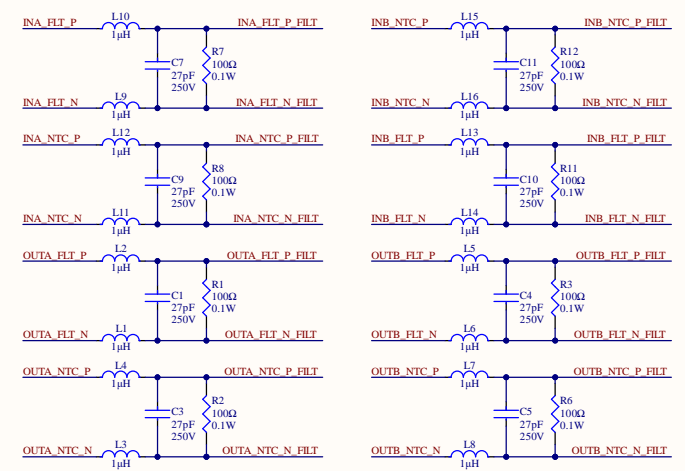 L10
INA_FLT_P INA_FLT_P_FILT
1µH
C7
27pF
250V
R7
100Ω
0.1W
L9
INA_FLT_N INA_FLT_N_FILT
1µH
L12
INA_NTC_P INA_NTC_P_FILT
1µH
C9
27pF
250V
R8
100Ω
0.1W
L11
INA_NTC_N INA_NTC_N_FILT
1µH
L2
OUTA_FLT_P OUTA_FLT_P_FILT
1µH
C1
27pF
250V
R1
100Ω
0.1W
L1
OUTA_FLT_N OUTA_FLT_N_FILT
1µH
L4
OUTA_NTC_P OUTA_NTC_P_FILT
1µH
C3
27pF
250V
R2
100Ω
0.1W
L3
OUTA_NTC_N OUTA_NTC_N_FILT
1µH
L15
INB_NTC_P INB_NTC_P_FILT
1µH
C11
27pF
250V
R12
100Ω
0.1W
L16
INB_NTC_N INB_NTC_N_FILT
1µH
L13
INB_FLT_P INB_FLT_P_FILT
1µH
C10
27pF
250V
R11
100Ω
0.1W
L14
INB_FLT_N INB_FLT_N_FILT
1µH
L5
OUTB_FLT_P OUTB_FLT_P_FILT
1µH
C4
27pF
250V
R3
100Ω
0.1W
L6
OUTB_FLT_N OUTB_FLT_N_FILT
1µH
L7
OUTB_NTC_P OUTB_NTC_P_FILT
1µH
C5
27pF
250V
R6
100Ω
0.1W
L8
OUTB_NTC_N OUTB_NTC_N_FILT
1µH